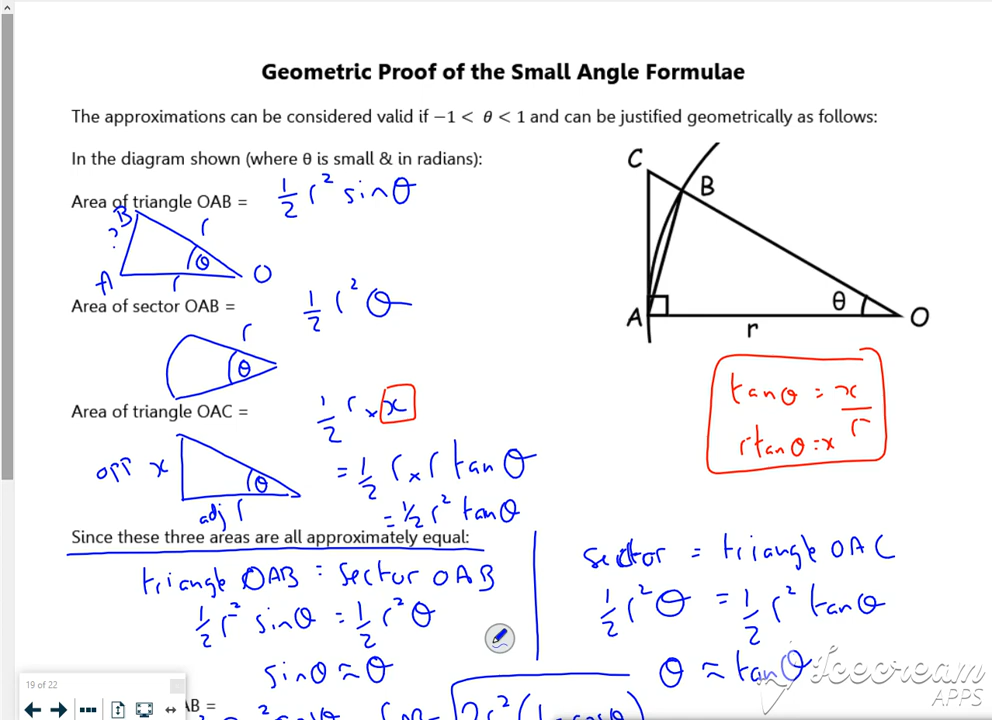 Geometric Proof of the Small Angle Formulae
The approximations can be considered valid if −1 < θ < 1 and can be justified geometrically as follows:
In the diagram shown (where θ is small & in radians):
Area of triangle OAB = ½ r² sinθ
B r
? θ
A r O
Area of sector OAB = ½ r² θ
r
θ
Area of triangle OAC = ½ r × x
opp x θ = ½ r × r tanθ
adj r = ½ r² tanθ
C
B
θ
A r O
tanθ = x/r
r tanθ = x
Since these three areas are all approximately equal:
triangle OAB = sector OAB
½ r² sinθ = ½ r² θ
sinθ ≈ θ
sector = triangle OAC
½ r² θ = ½ r² tanθ
θ ≈ tanθ
19 of 22
AB =
Icecream
APPS